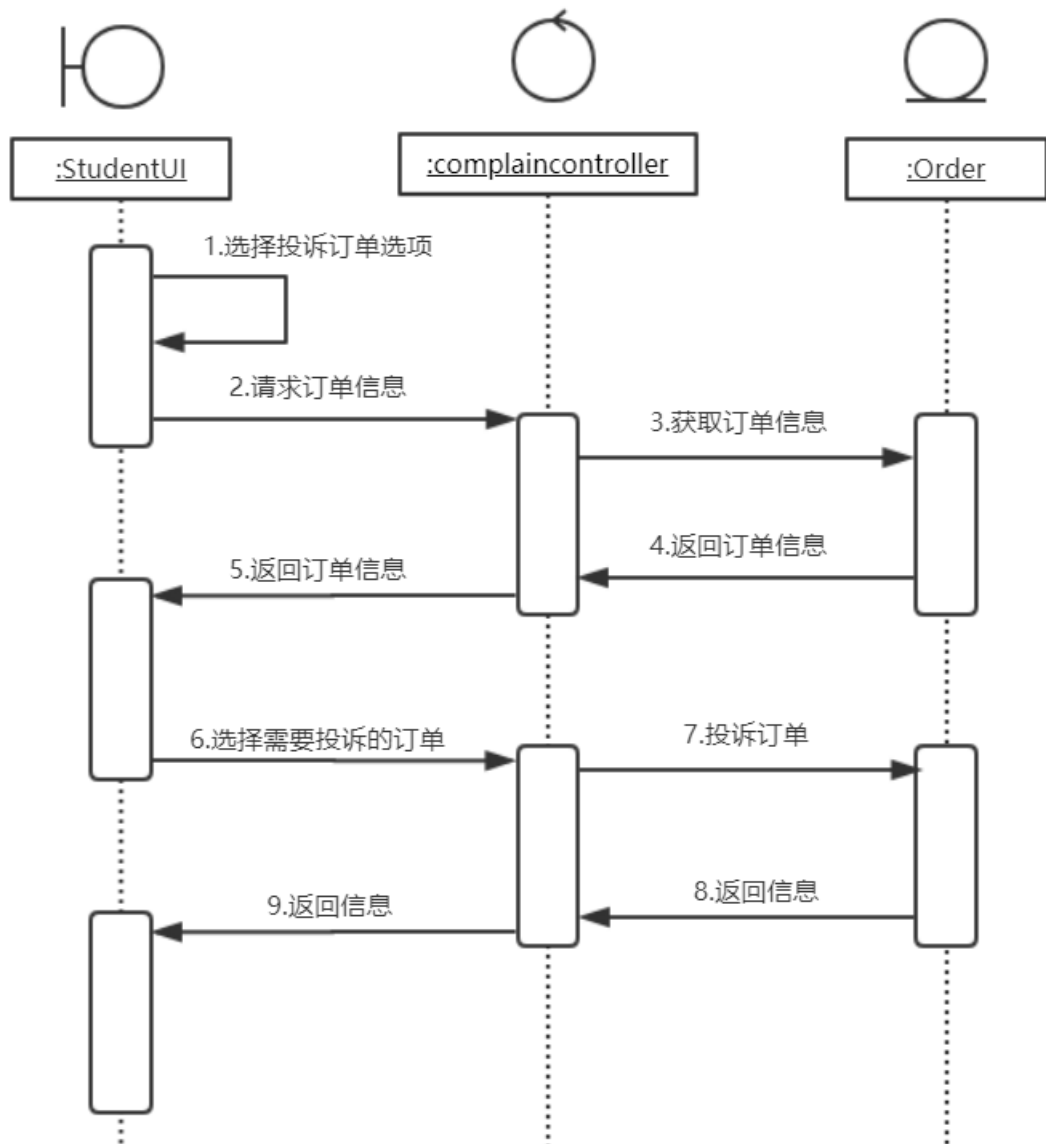 :StudentUI
:complaincontroller
:Order
1.选择投诉订单选项
2.请求订单信息
3.获取订单信息
4.返回订单信息
5.返回订单信息
6.选择需要投诉的订单
7.投诉订单
8.返回信息
9.返回信息